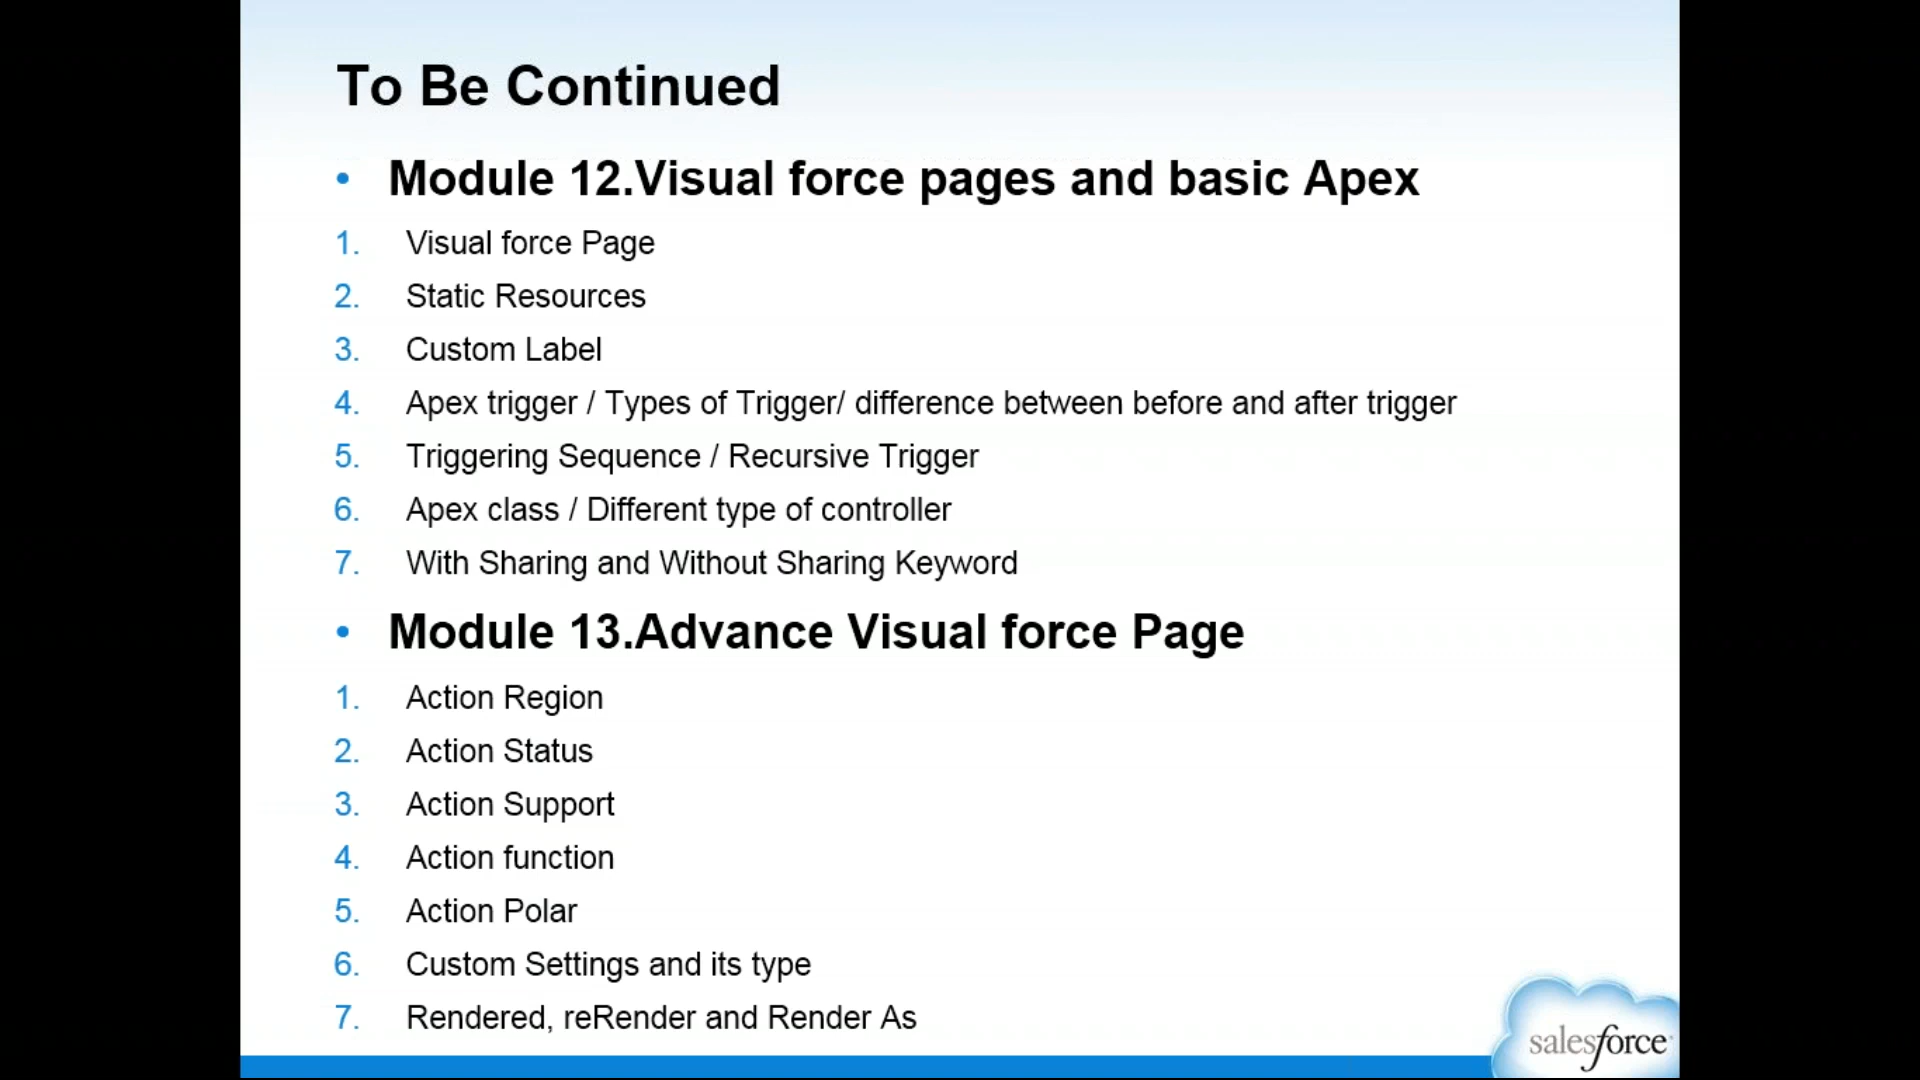 To Be Continued
• Module 12.Visual force pages and basic Apex
1. Visual force Page
2. Static Resources
3. Custom Label
4. Apex trigger / Types of Trigger/ difference between before and after trigger
5. Triggering Sequence / Recursive Trigger
6. Apex class / Different type of controller
7. With Sharing and Without Sharing Keyword
• Module 13.Advance Visual force Page
1. Action Region
2. Action Status
3. Action Support
4. Action function
5. Action Polar
6. Custom Settings and its type
7. Rendered, reRender and Render As
salesforce